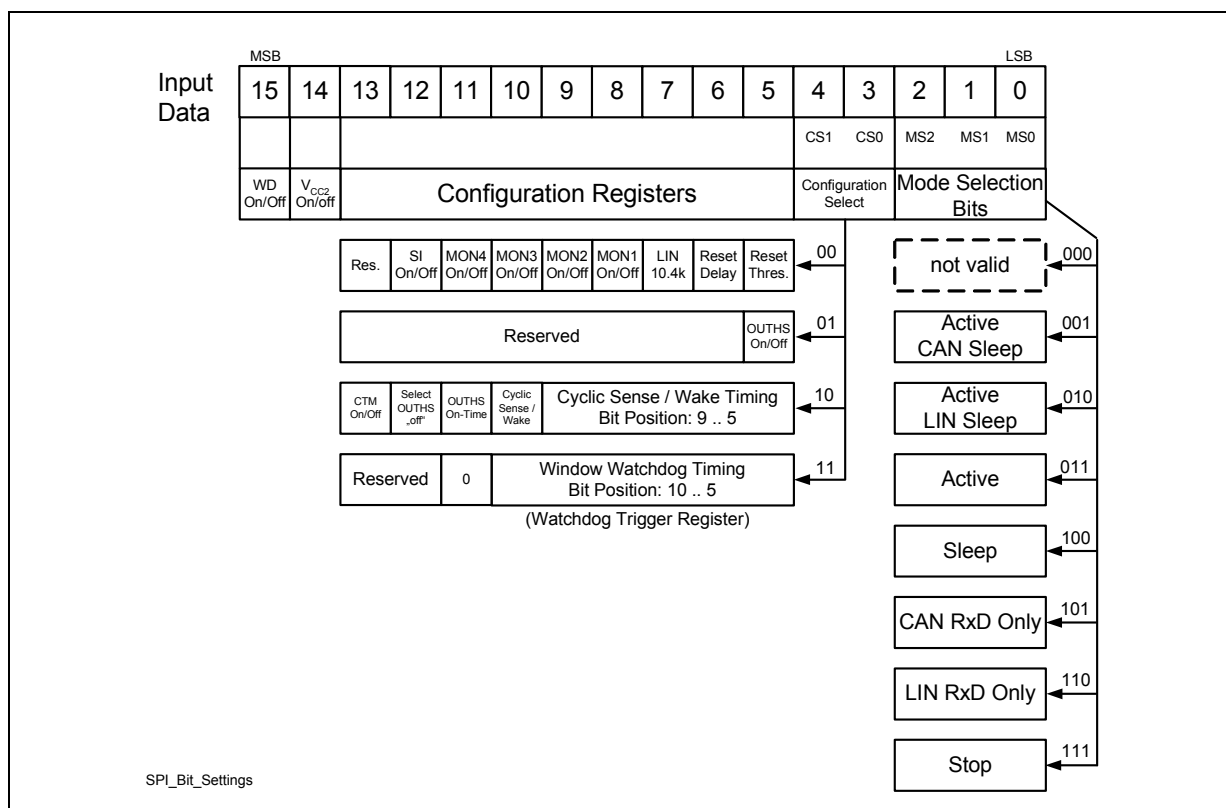 MSB LSB
Input Data 15 14 13 12 11 10 9 8 7 6 5 4 3 2 1 0
CS1 CS0 MS2 MS1 MS0
WD On/Off VCC2 On/off Configuration Registers Configuration Select Mode Selection Bits
Res. SI On/Off MON4 On/Off MON3 On/Off MON2 On/Off MON1 On/Off LIN 10.4k Reset Delay Reset Thres. 00
not valid 000
Reserved OUTHS On/Off 01
Active CAN Sleep 001
CTM On/Off Select OUTHS „off“ OUTHS On-Time Cyclic Sense / Wake Cyclic Sense / Wake Timing Bit Position: 9 .. 5 10
Active LIN Sleep 010
Reserved 0 Window Watchdog Timing Bit Position: 10 .. 5 11
(Watchdog Trigger Register)
Active 011
Sleep 100
CAN RxD Only 101
LIN RxD Only 110
Stop 111
SPI_Bit_Settings